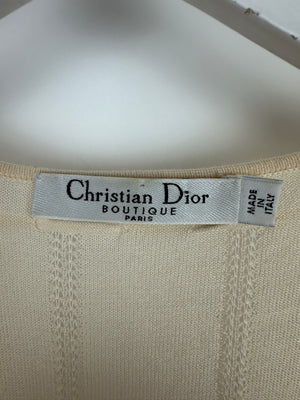 Christian Dior
BOUTIQUE
PARIS
MADE
IN
ITALY